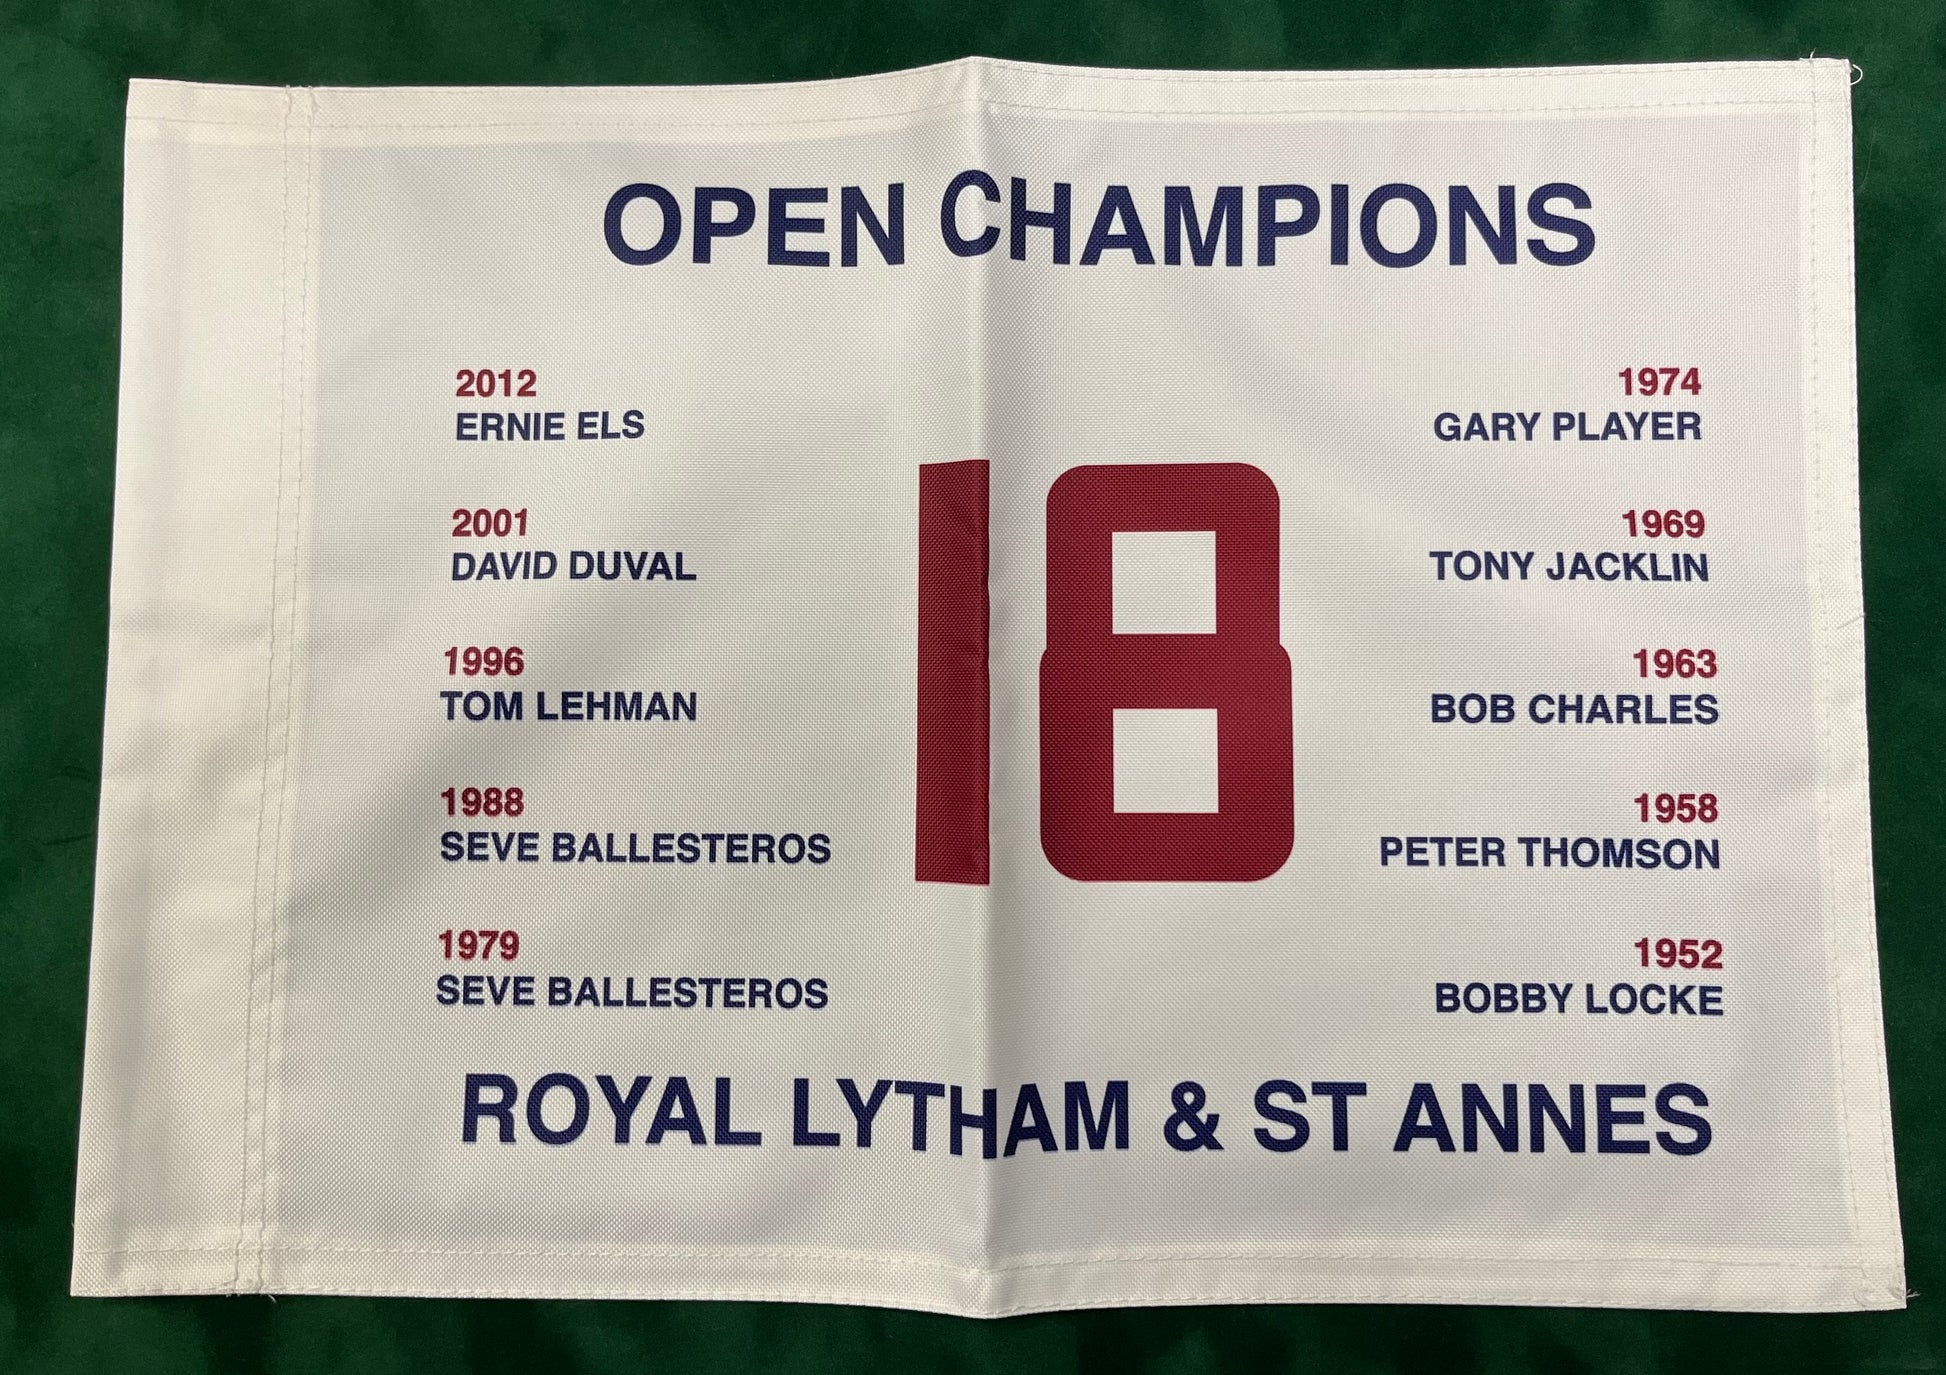 OPEN CHAMPIONS
2012
ERNIE ELS
2001
DAVID DUVAL
1996
TOM LEHMAN
1988
SEVE BALLESTEROS
1979
SEVE BALLESTEROS
18
1974
GARY PLAYER
1969
TONY JACKLIN
1963
BOB CHARLES
1958
PETER THOMSON
1952
BOBBY LOCKE
ROYAL LYTHAM & ST ANNES